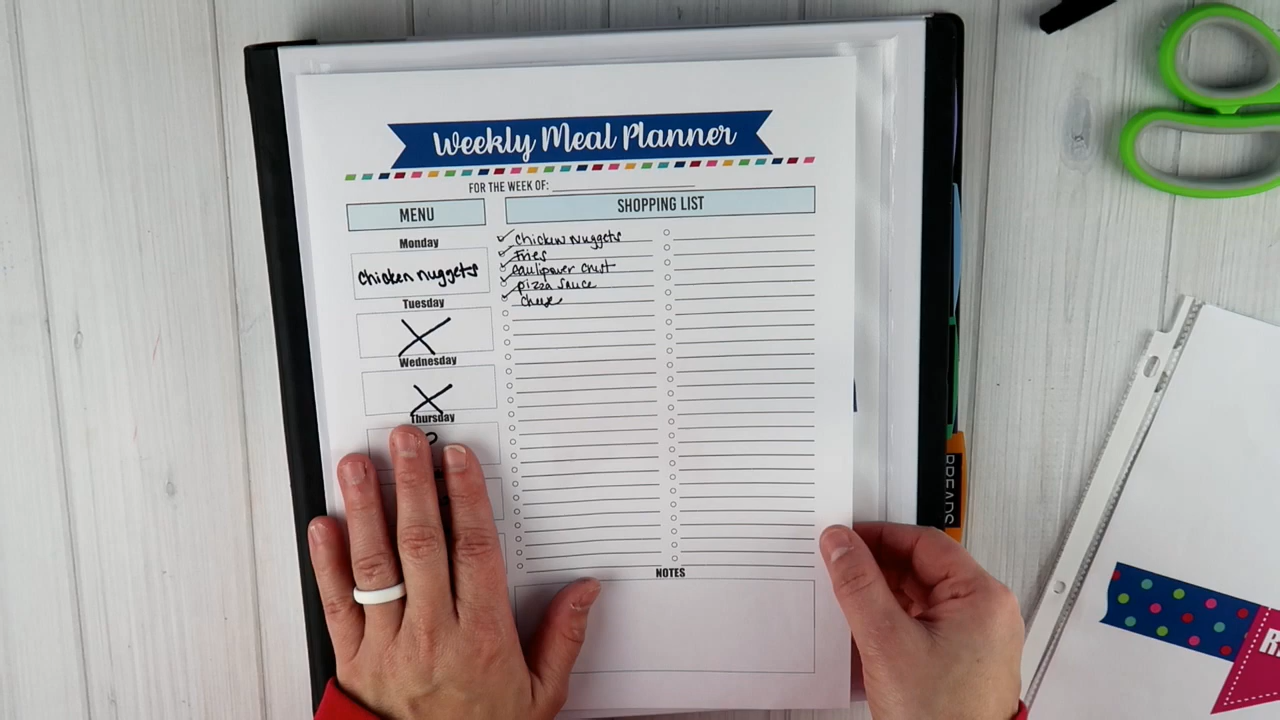 Weekly Meal Planner
FOR THE WEEK OF:
MENU
SHOPPING LIST
Monday
chicken nuggets
Tuesday
X
Wednesday
X
Thursday
chicken nuggets
Fries
cauliflower crust
pizza sauce
cheese
NOTES
BREADS